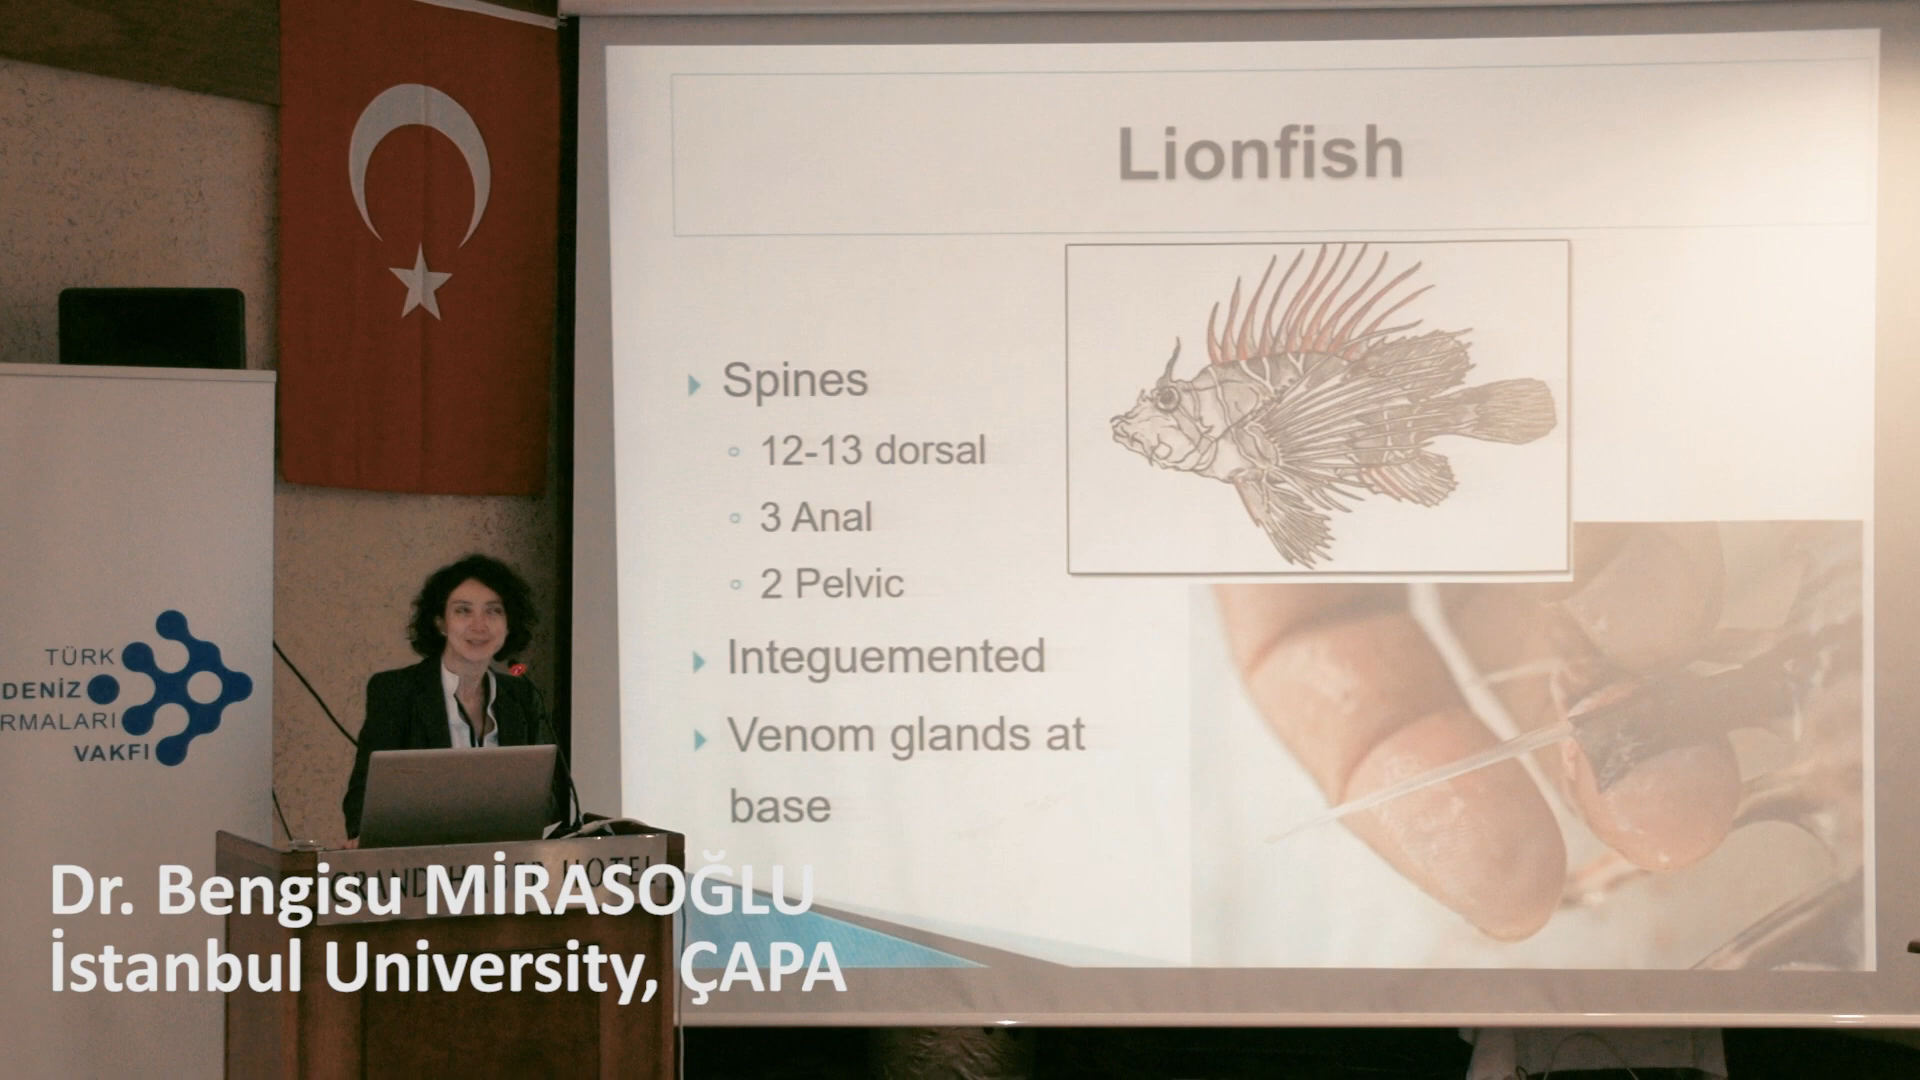 Lionfish
Spines
12-13 dorsal
3 Anal
2 Pelvic
Integuemented
Venom glands at
base
TÜRK
DENİZ
RMALARI
VAKFI
Dr. Bengisu MİRASOĞLU
İstanbul University, ÇAPA